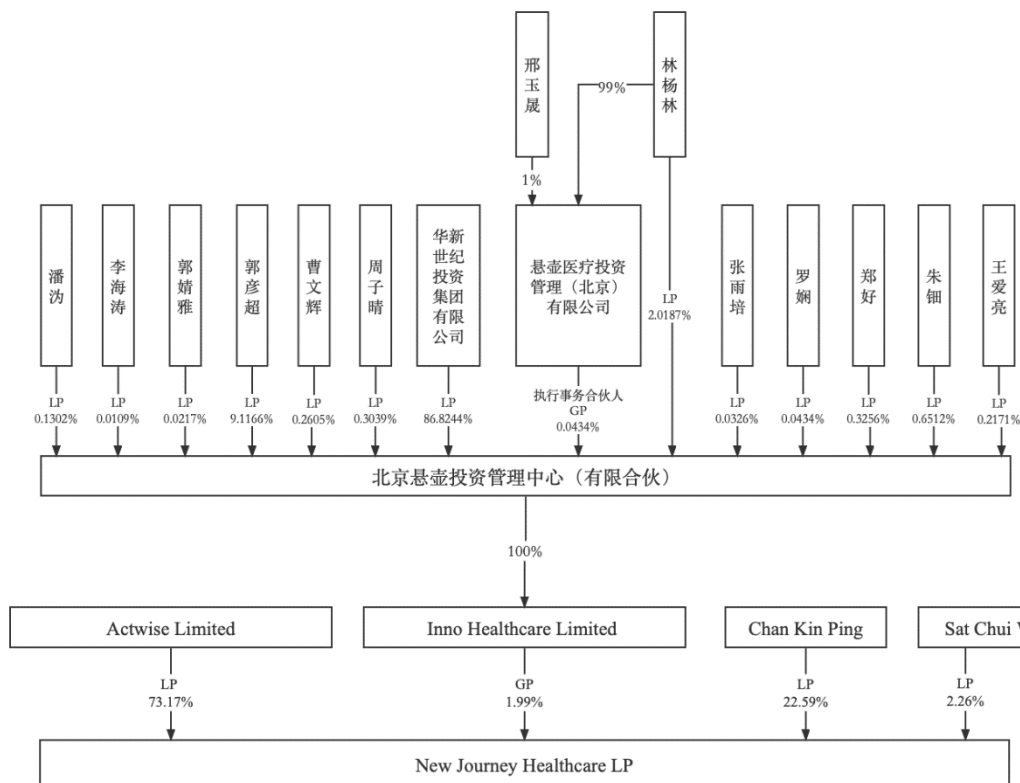 邢玉晟
林杨林
99%
1%
潘沩
李海涛
郭婧雅
郭彦超
曹文辉
周子晴
华新
世纪
投资
集团
有限
公司
悬壶医疗投资
管理（北京）
有限公司
LP
2.0187%
张雨培
罗娴
郑好
朱钿
王爱亮
LP
0.1302%
LP
0.0109%
LP
0.0217%
LP
9.1166%
LP
0.2605%
LP
0.3039%
LP
86.8244%
执行事务合伙人
GP
0.0434%
LP
0.0326%
LP
0.0434%
LP
0.3256%
LP
0.6512%
LP
0.2171%
北京悬壶投资管理中心（有限合伙）
100%
Actwise Limited
Inno Healthcare Limited
Chan Kin Ping
Sat Chui
LP
73.17%
GP
1.99%
LP
22.59%
LP
2.26%
New Journey Healthcare LP